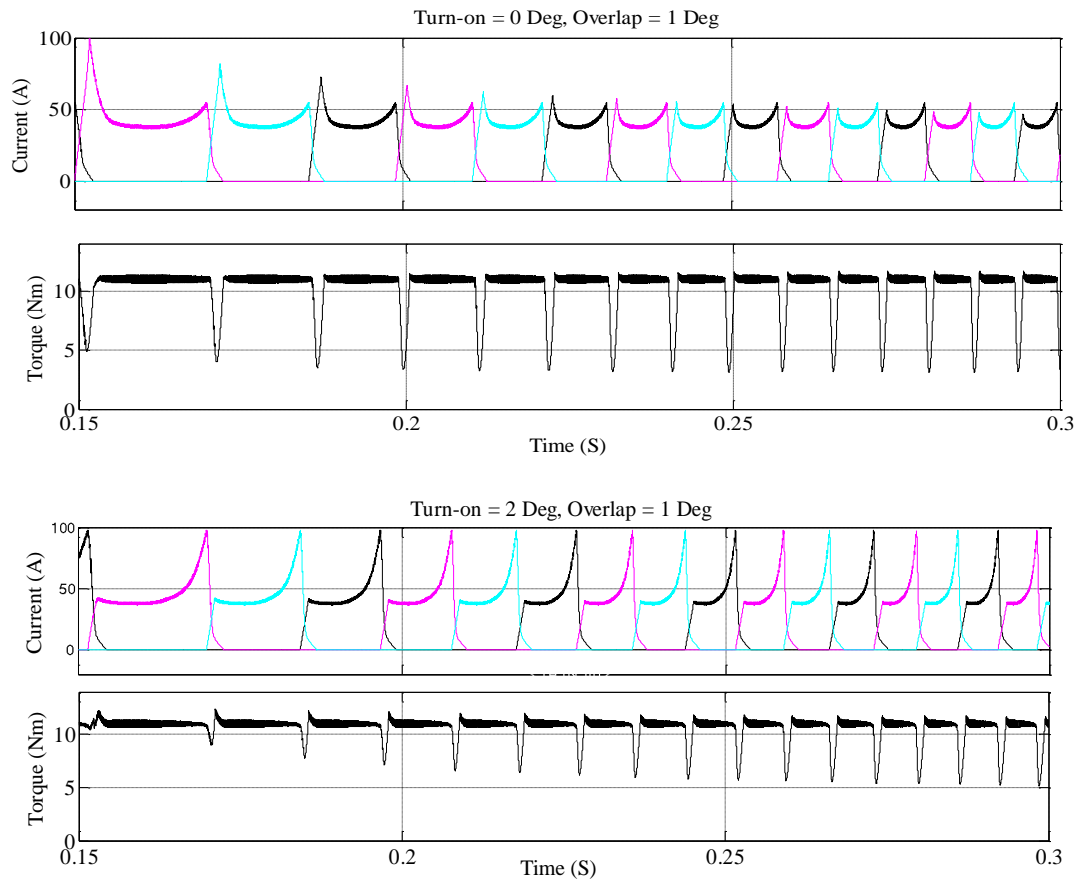 Turn-on = 0 Deg, Overlap = 1 Deg
100
50
0
Current (A)
10
5
0
Torque (Nm)
0.15
0.2
0.25
0.3
Time (S)
Turn-on = 2 Deg, Overlap = 1 Deg
100
50
0
Current (A)
10
5
0
Torque (Nm)
0.15
0.2
0.25
0.3
Time (S)